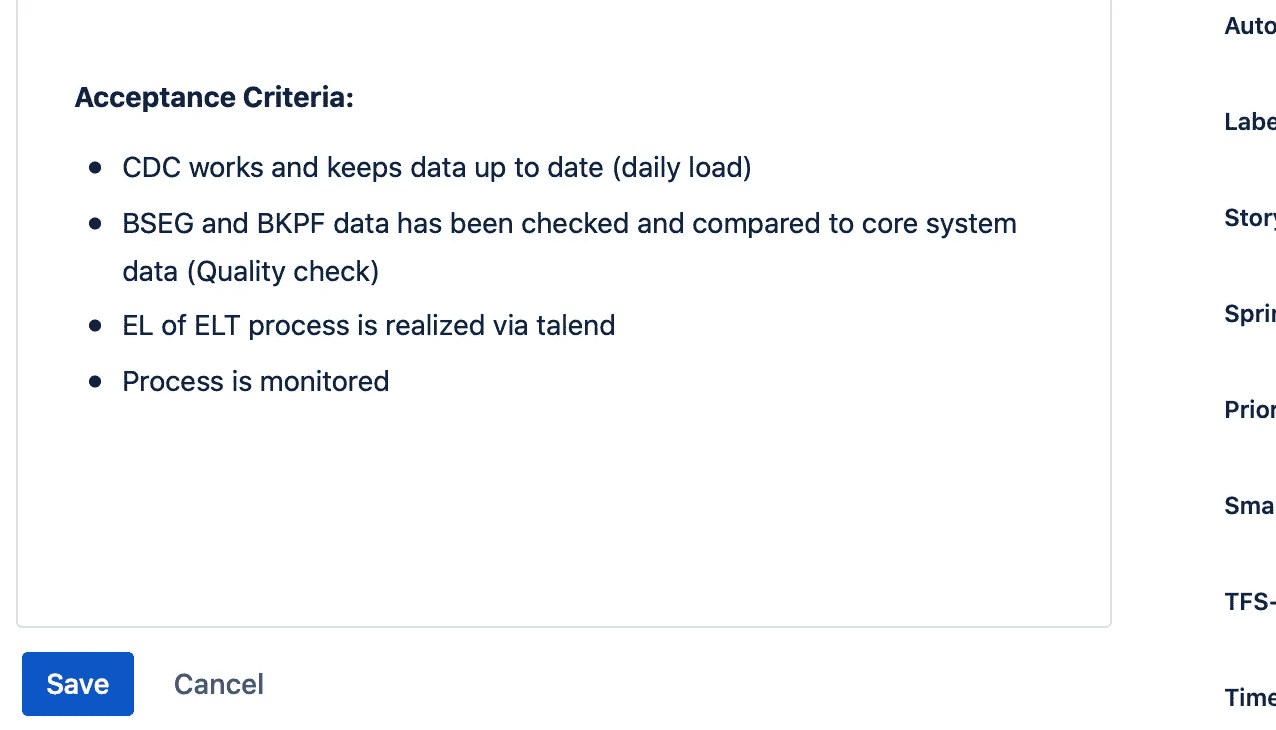 Acceptance Criteria:
CDC works and keeps data up to date (daily load)
BSEG and BKPF data has been checked and compared to core system
data (Quality check)
EL of ELT process is realized via talend
Process is monitored
Save Cancel
Auto
Labe
Story
Sprin
Prior
Sma
TFS-
Time